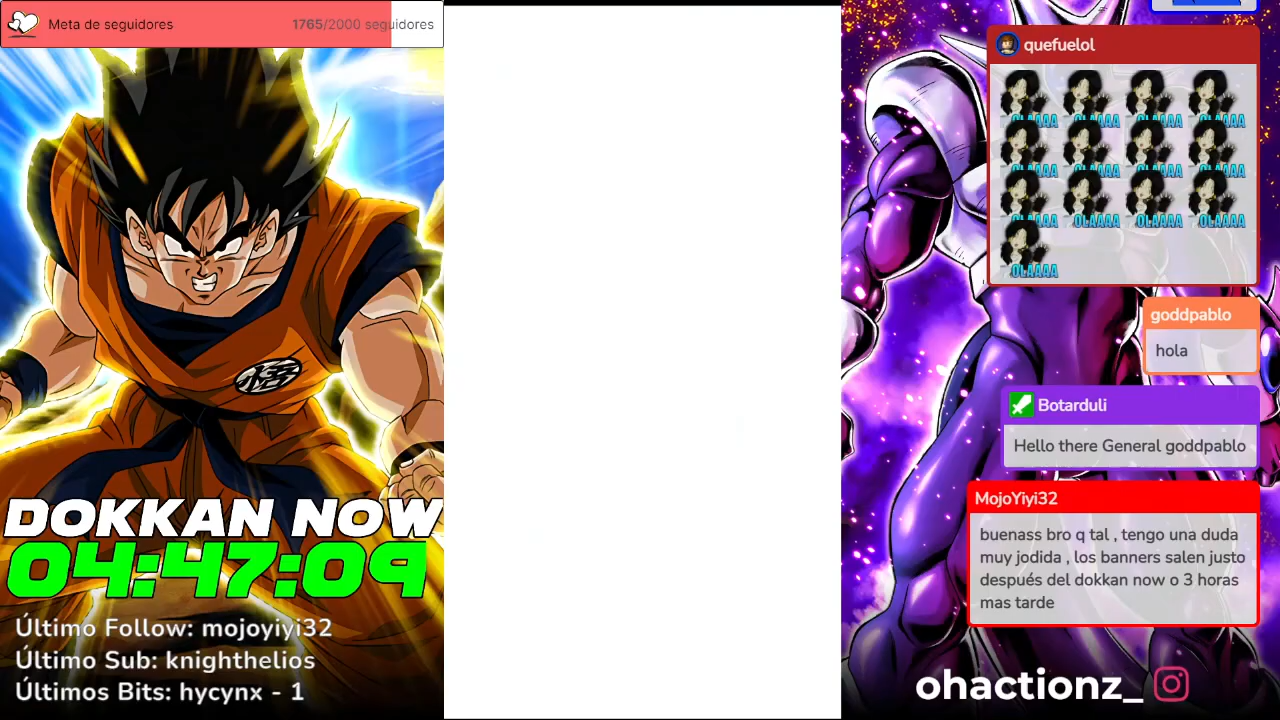 Meta de seguidores 1765/2000 seguidores
DOKKAN NOW
04:47:09
Último Follow: mojoyiyi32
Último Sub: knighthelios
Últimos Bits: hycynx - 1
quefuelol
OLAAAA OLAAAA OLAAAA OLAAAA
OLAAAA OLAAAA OLAAAA OLAAAA
OLAAAA OLAAAA OLAAAA OLAAAA
OLAAAA
goddpablo
hola
Botarduli
Hello there General goddpablo
MojoYiyi32
buenass bro q tal , tengo una duda
muy jodida , los banners salen justo
después del dokkan now o 3 horas
mas tarde
ohactionz_